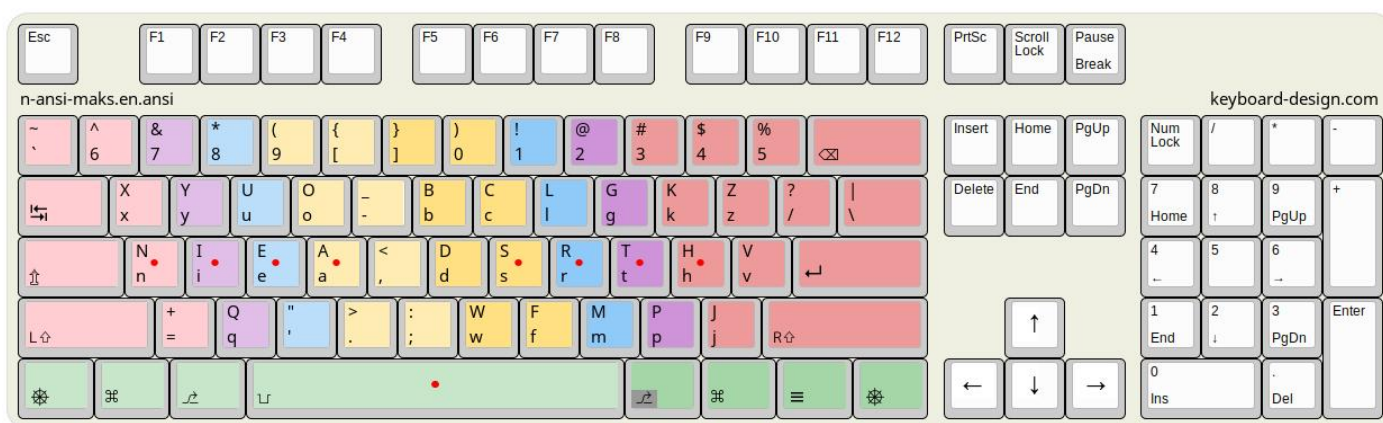 Esc F1 F2 F3 F4 F5 F6 F7 F8 F9 F10 F11 F12 PrtSc Scroll Lock Pause Break
n-ansi-maks.en.ansi keyboard-design.com
~ ^ & * ( { } ) ! @ # $ % Insert Home PgUp Num Lock / * -
` 6 7 8 9 [ ] 0 1 2 3 4 5 ⌫
X Y U O _ B C L G K Z ? | Delete End PgDn 7 8 9 +
↹ x y u o - b c l g k z / \ Home ↑ PgUp
N I E A < D S R T H V 4 5 6
⇫ n i e a , d s r t h v ↵ ← →
+ Q " > : W F M P J ↑ 1 2 3 Enter
L⇧ = q ' . ; w f m p j R⇧ End ↓ PgDn
⎈ ⌘ ⎇ ⊔ ⎇ ⌘ ≡ ⎈ ← ↓ → 0 .
Ins Del